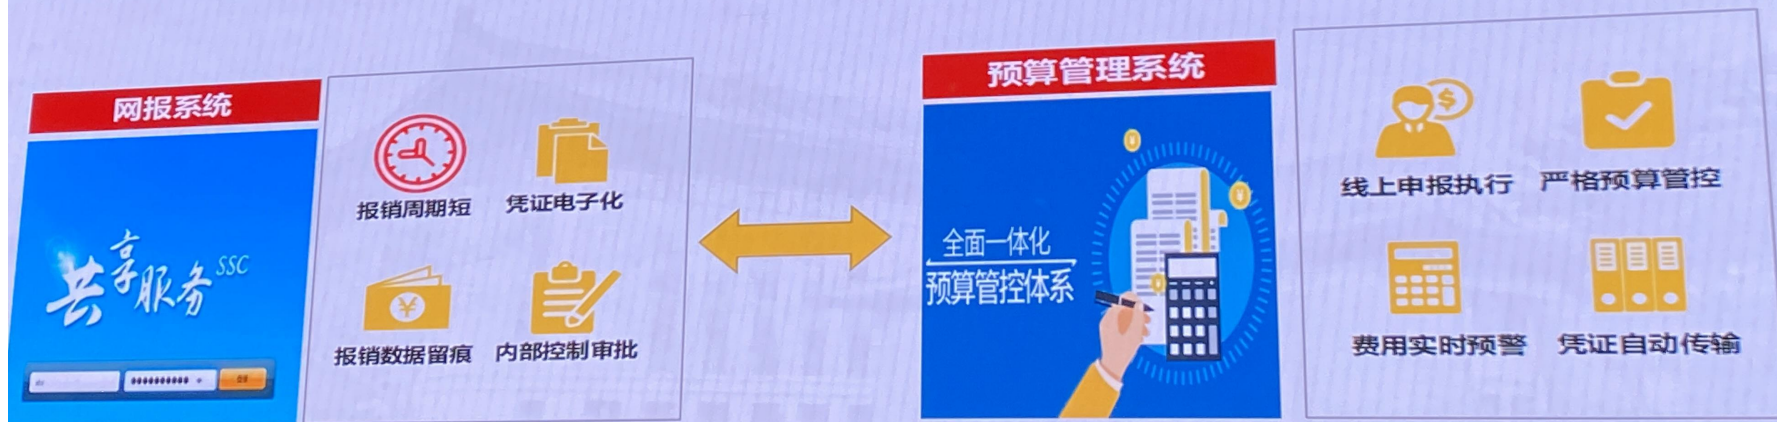 网报系统
共享服务 SSC
报销周期短
凭证电子化
报销数据留痕
内部控制审批
预算管理系统
全面一体化
预算管控体系
线上申报执行
严格预算管控
费用实时预警
凭证自动传输